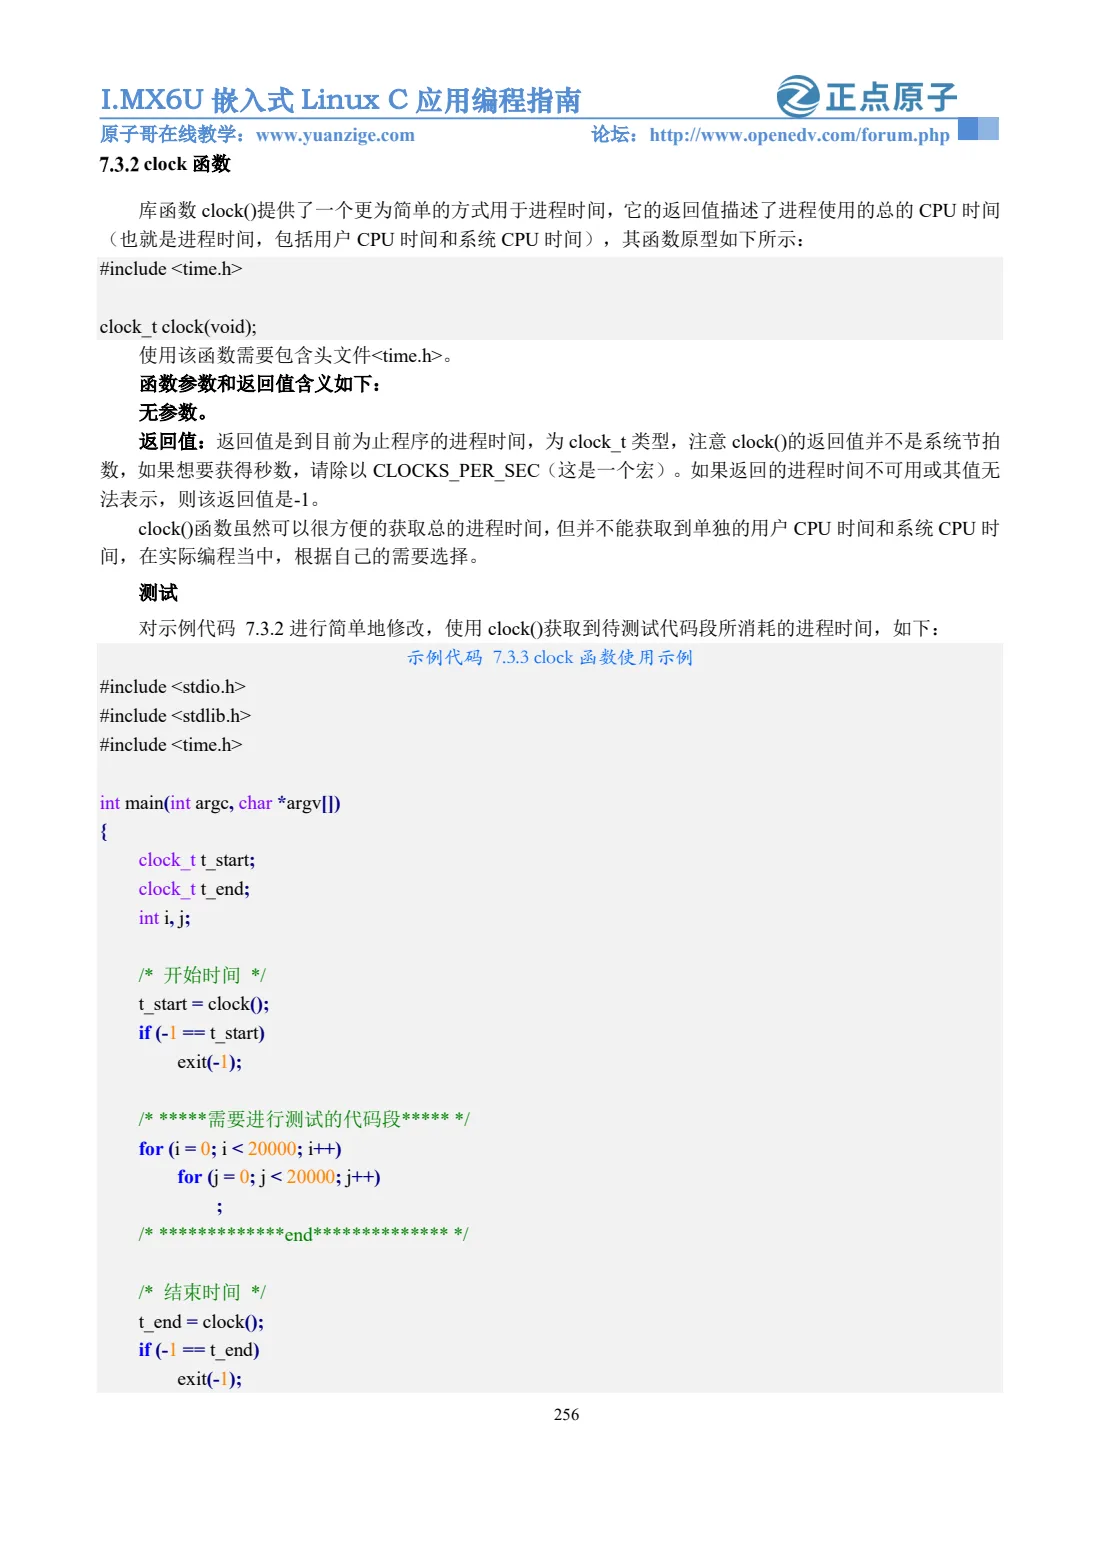 I.MX6U 嵌入式 Linux C 应用编程指南
正点原子
原子哥在线教学：www.yuanzige.com 论坛：http://www.openedv.com/forum.php
7.3.2 clock 函数
库函数 clock()提供了一个更为简单的方式用于进程时间，它的返回值描述了进程使用的总的 CPU 时间
（也就是进程时间，包括用户 CPU 时间和系统 CPU 时间），其函数原型如下所示：
#include <time.h>
clock_t clock(void);
使用该函数需要包含头文件<time.h>。
函数参数和返回值含义如下：
无参数。
返回值：返回值是到目前为止程序的进程时间，为 clock_t 类型，注意 clock()的返回值并不是系统节拍
数，如果想要获得秒数，请除以 CLOCKS_PER_SEC（这是一个宏）。如果返回的进程时间不可用或其值无
法表示，则该返回值是-1。
clock()函数虽然可以很方便的获取总的进程时间，但并不能获取到单独的用户 CPU 时间和系统 CPU 时
间，在实际编程当中，根据自己的需要选择。
测试
对示例代码 7.3.2 进行简单地修改，使用 clock()获取到待测试代码段所消耗的进程时间，如下：
示例代码 7.3.3 clock 函数使用示例
#include <stdio.h>
#include <stdlib.h>
#include <time.h>
int main(int argc, char *argv[])
{
clock_t t_start;
clock_t t_end;
int i, j;
/* 开始时间 */
t_start = clock();
if (-1 == t_start)
exit(-1);
/* *****需要进行测试的代码段***** */
for (i = 0; i < 20000; i++)
for (j = 0; j < 20000; j++)
;
/* *************end************** */
/* 结束时间 */
t_end = clock();
if (-1 == t_end)
exit(-1);
256